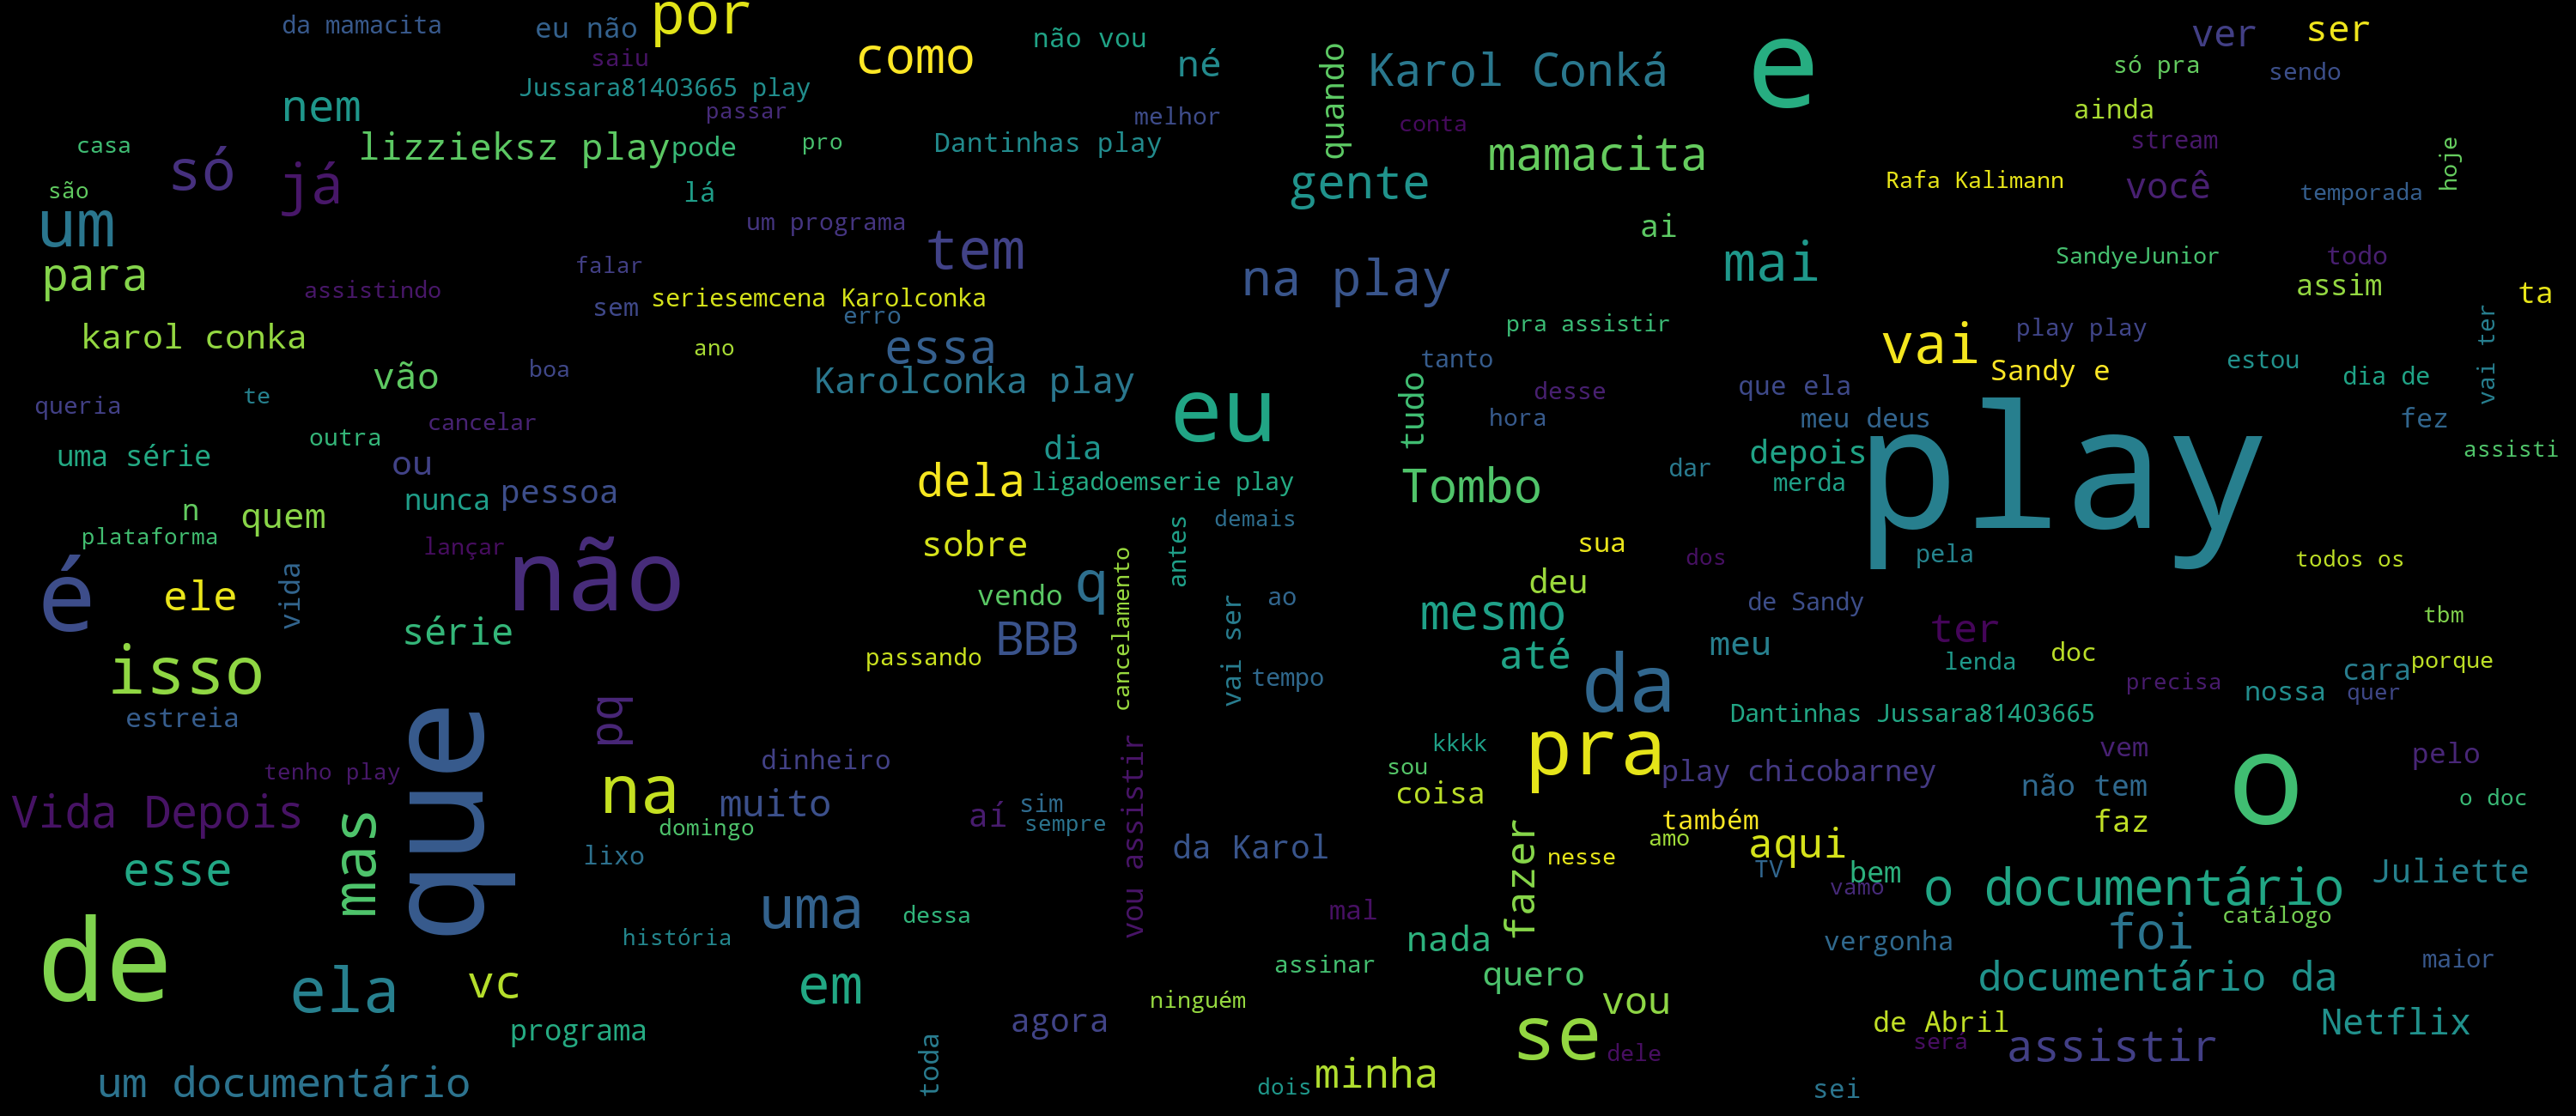 da mamacita
eu não
por
saiu
como
não vou
né
quando
Karol Conká
e
ver
ser
só pra
sendo
Jussara81403665 play
nem
passar
melhor
conta
ainda
stream
hoje
casa
só
já
lizzieksz play
pode
pro
Dantinhas play
mamacita
gente
Rafa Kalimann
você
temporada
são
um
lá
um programa
tem
ai
para
falar
na play
mai
SandyeJunior
todo
assim
ta
assistindo
sem
seriesemcena Karolconka
erro
karol conka
ano
essa
pra assistir
vai
play play
vai ter
vão
boa
Karolconka play
tanto
Sandy e
estou
dia de
queria
te
cancelar
eu
tudo
desse
hora
que ela
meu deus
fez
outra
uma série
ou
dia
depois
play
assisti
nunca
pessoa
dela
ligadoemserie play
Tombo
dar
merda
n
quem
demais
plataforma
lançar
não
sobre
antes
cancelamento
sua
dos
pela
todos os
é
ele
vida
vendo
q
ao
deu
de Sandy
tbm
série
BBB
vai ser
mesmo
ter
isso
passando
tempo
até
meu
lenda
doc
cara
porque
da
precisa
nossa
quer
estreia
que
pq
Dantinhas Jussara81403665
tenho play
dinheiro
kkkk
pra
vem
pelo
sou
play chicobarney
Vida Depois
mas
na
muito
vou assistir
coisa
não tem
o
o doc
aí
sim
sempre
domingo
também
faz
lixo
da Karol
fazer
nesse
amo
aqui
TV
bem
vamo
esse
o documentário
Juliette
uma
dessa
mal
catálogo
de
história
nada
vergonha
foi
maior
ela
vc
em
assinar
quero
documentário da
ninguém
vou
programa
agora
se
de Abril
Netflix
toda
dele
sera
assistir
um documentário
dois
minha
sei